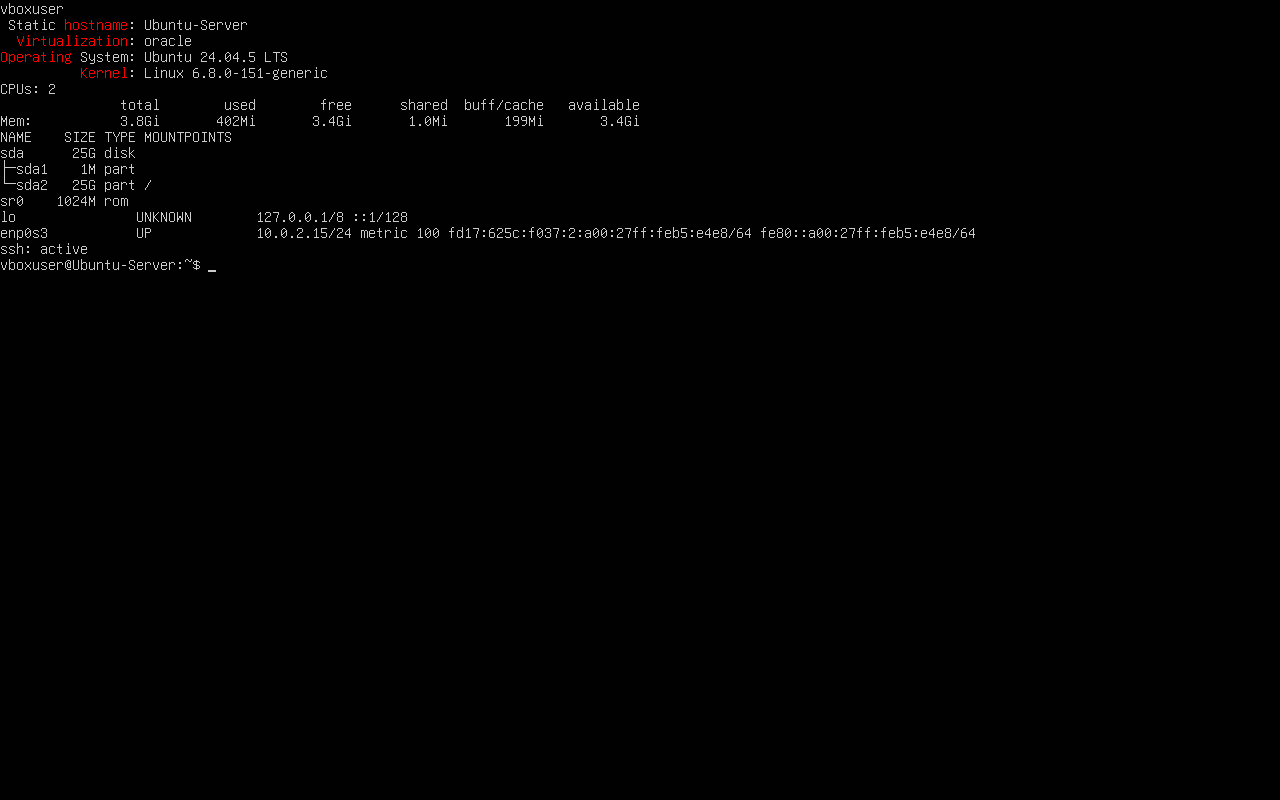 vboxuser
 Static hostname: Ubuntu-Server
  Virtualization: oracle
Operating System: Ubuntu 24.04.5 LTS
          Kernel: Linux 6.8.0-151-generic
CPUs: 2
               total        used        free      shared  buff/cache   available
Mem:           3.8Gi       402Mi       3.4Gi       1.0Mi       199Mi       3.4Gi
NAME    SIZE TYPE MOUNTPOINTS
sda      25G disk
├─sda1    1M part
└─sda2   25G part /
sr0    1024M rom
lo               UNKNOWN        127.0.0.1/8 ::1/128
enp0s3           UP             10.0.2.15/24 metric 100 fd17:625c:f037:2:a00:27ff:feb5:e4e8/64 fe80::a00:27ff:feb5:e4e8/64
ssh: active
vboxuser@Ubuntu-Server:~$ _